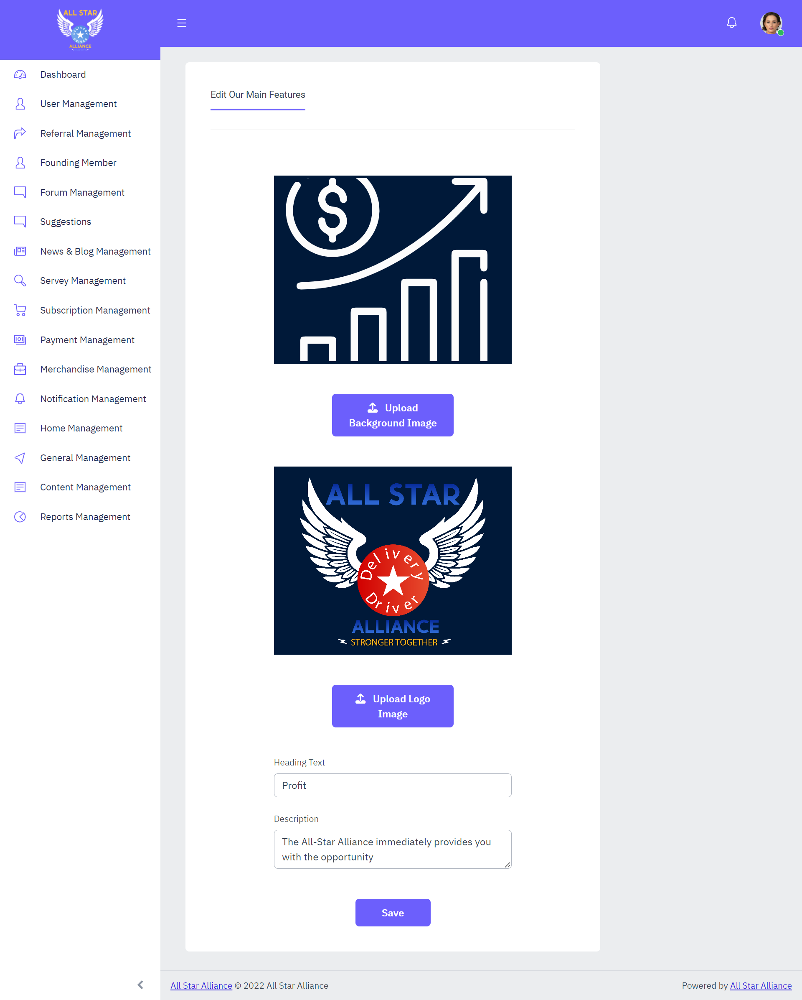 ALL STAR
DELIVERY
DRIVER
ALLIANCE
Dashboard
User Management
Referral Management
Founding Member
Forum Management
Suggestions
News & Blog Management
Servey Management
Subscription Management
Payment Management
Merchandise Management
Notification Management
Home Management
General Management
Content Management
Reports Management
Edit Our Main Features
$
Upload
Background Image
ALL STAR
Delivery
Driver
ALLIANCE
STRONGER TOGETHER
Upload Logo
Image
Heading Text
Profit
Description
The All-Star Alliance immediately provides you
with the opportunity
Save
All Star Alliance © 2022 All Star Alliance
Powered by All Star Alliance